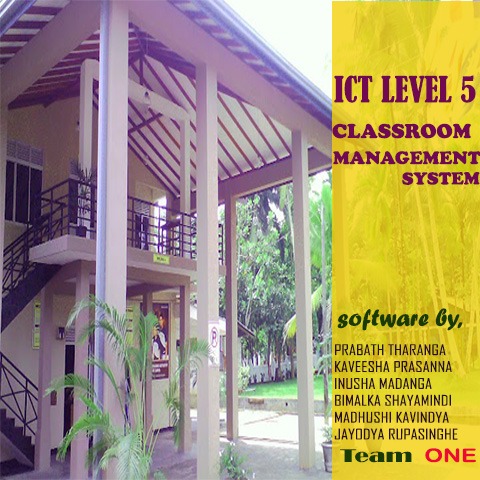 ICT LEVEL 5
CLASSROOM
MANAGEMENT
SYSTEM
software by,
PRABATH THARANGA
KAVEESHA PRASANNA
INUSHA MADANGA
BIMALKA SHAYAMINDI
MADHUSHI KAVINDYA
JAYODYA RUPASINGHE
Team ONE